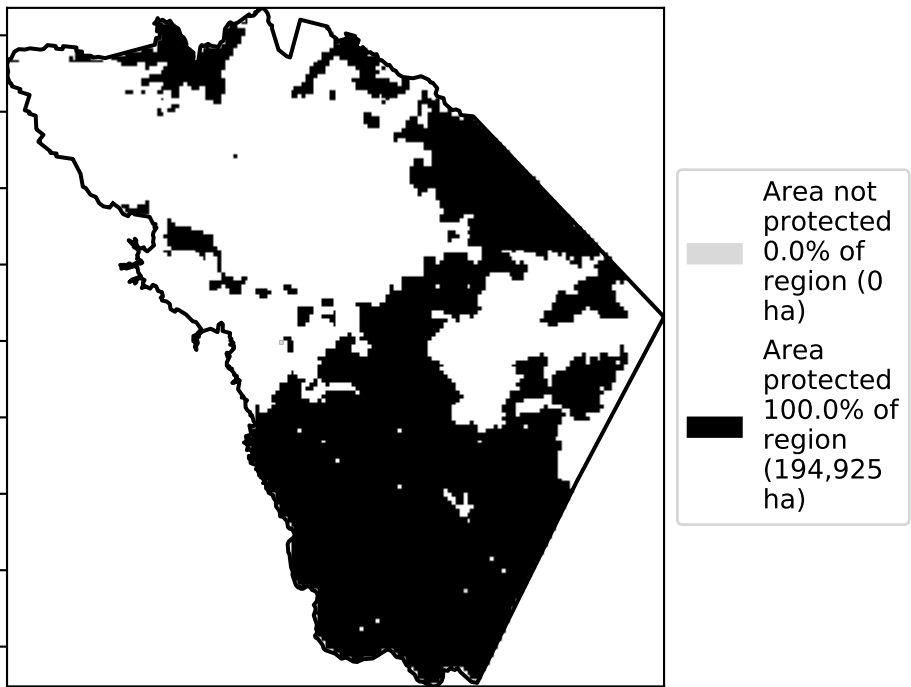 Area not
protected
0.0% of
region (0
ha)
Area
protected
100.0% of
region
(194,925
ha)